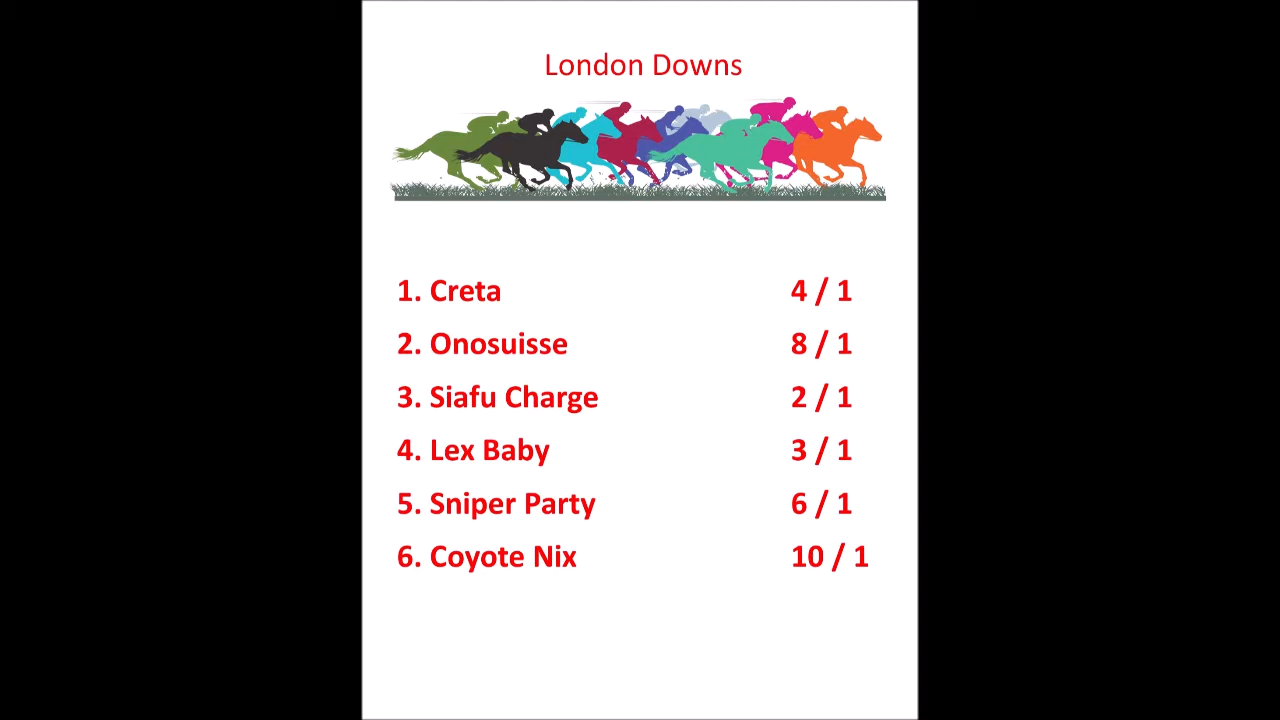 London Downs
1. Creta 4 / 1
2. Onosuisse 8 / 1
3. Siafu Charge 2 / 1
4. Lex Baby 3 / 1
5. Sniper Party 6 / 1
6. Coyote Nix 10 / 1